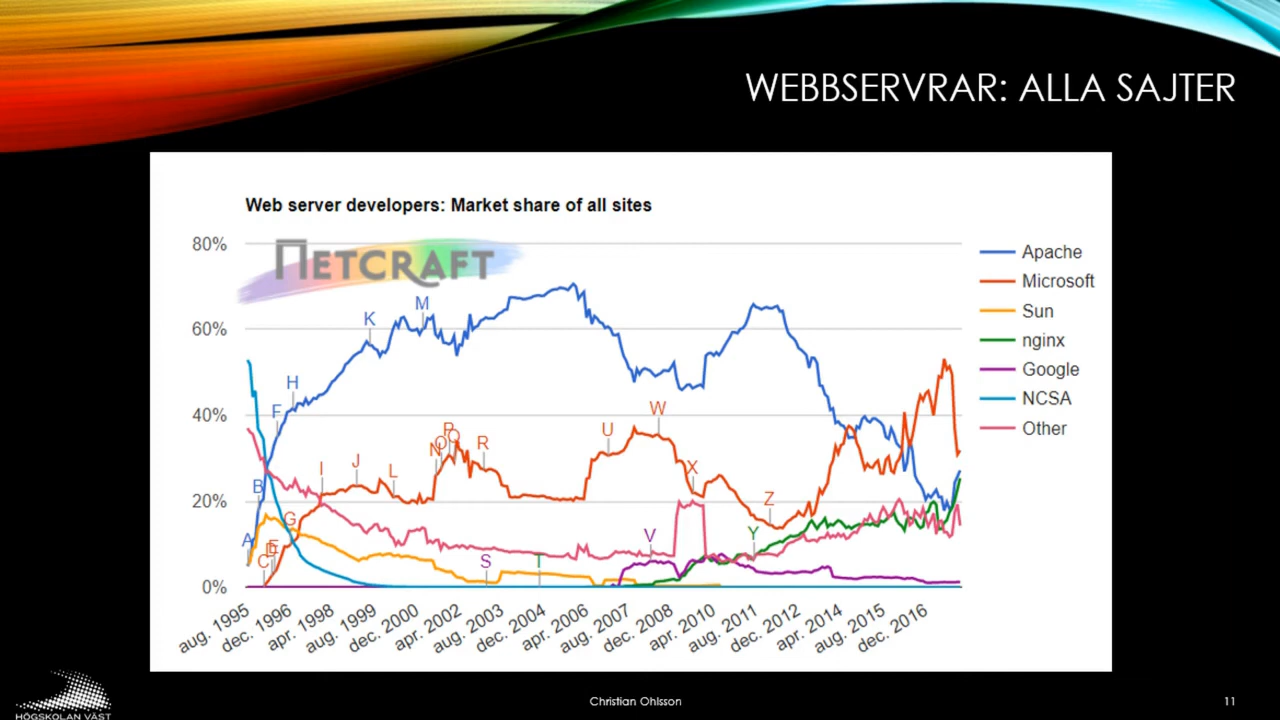 WEBBSERVRAR: ALLA SAJTER
Web server developers: Market share of all sites
NETCRAFT
80%
60%
40%
20%
0%
A
B
C
D
E
F
G
H
I
J
K
L
M
N
O
P
Q
R
S
T
U
V
W
X
Y
Z
aug. 1995
dec. 1996
apr. 1998
aug. 1999
dec. 2000
apr. 2002
aug. 2003
dec. 2004
apr. 2006
aug. 2007
dec. 2008
apr. 2010
aug. 2011
dec. 2012
apr. 2014
aug. 2015
dec. 2016
Apache
Microsoft
Sun
nginx
Google
NCSA
Other
HÖGSKOLAN VÄST
Christian Ohlsson
11